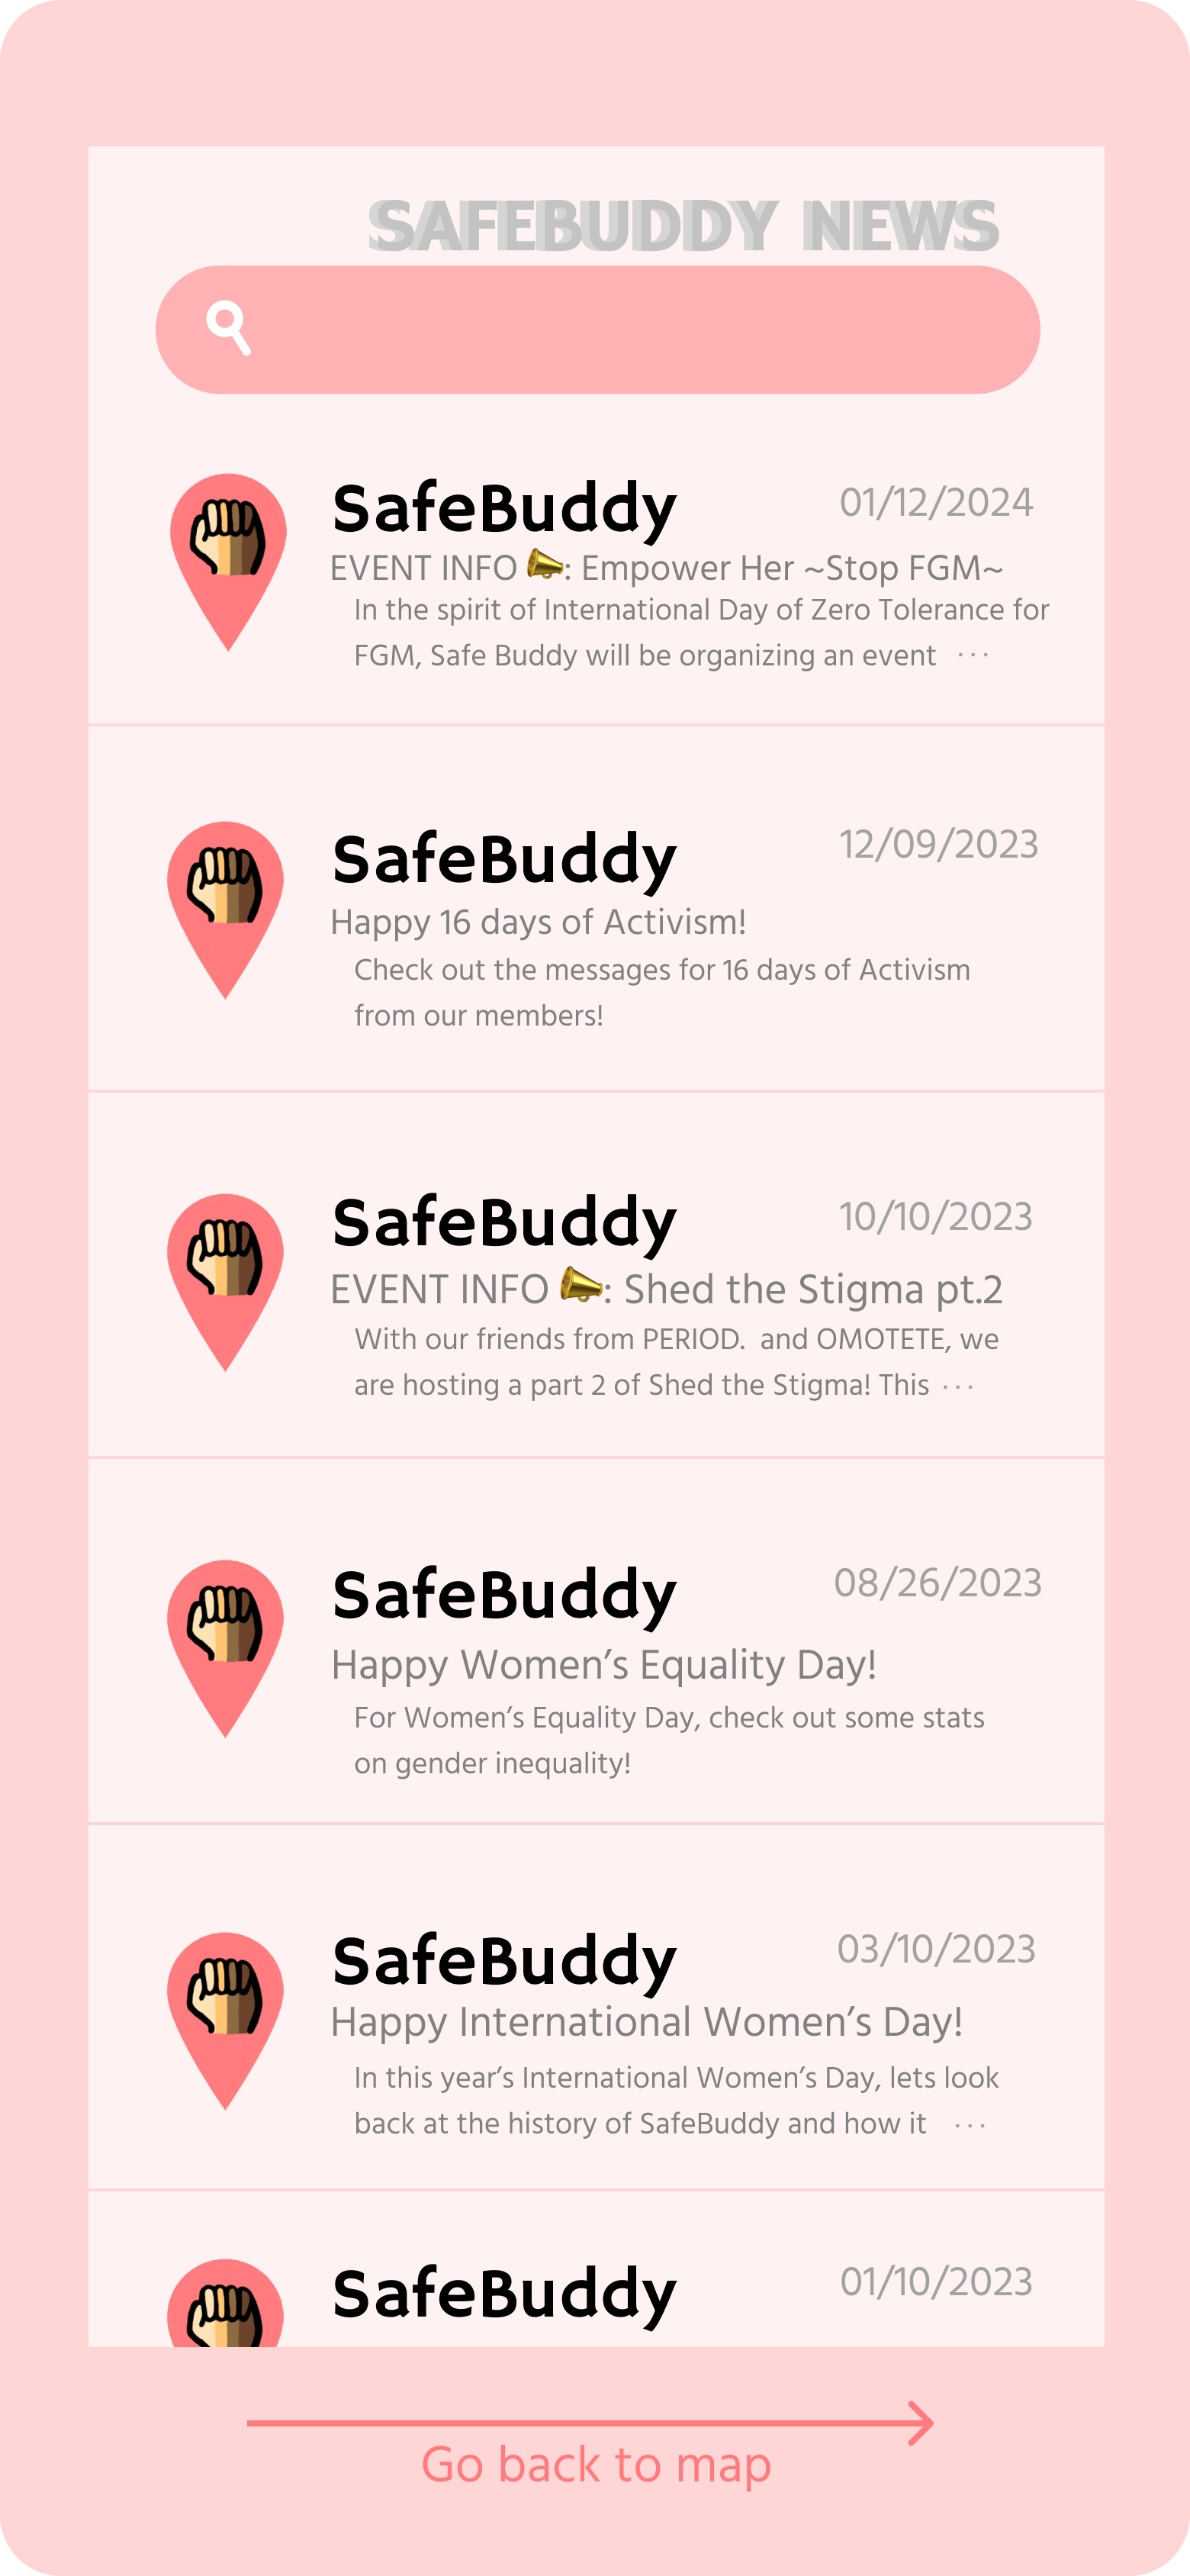 SAFEBUDDY NEWS
SafeBuddy 01/12/2024
EVENT INFO 📣: Empower Her ~Stop FGM~
In the spirit of International Day of Zero Tolerance for
FGM, Safe Buddy will be organizing an event ...
SafeBuddy 12/09/2023
Happy 16 days of Activism!
Check out the messages for 16 days of Activism
from our members!
SafeBuddy 10/10/2023
EVENT INFO 📣: Shed the Stigma pt.2
With our friends from PERIOD. and OMOTETE, we
are hosting a part 2 of Shed the Stigma! This ...
SafeBuddy 08/26/2023
Happy Women’s Equality Day!
For Women’s Equality Day, check out some stats
on gender inequality!
SafeBuddy 03/10/2023
Happy International Women’s Day!
In this year’s International Women’s Day, lets look
back at the history of SafeBuddy and how it ...
SafeBuddy 01/10/2023
Go back to map